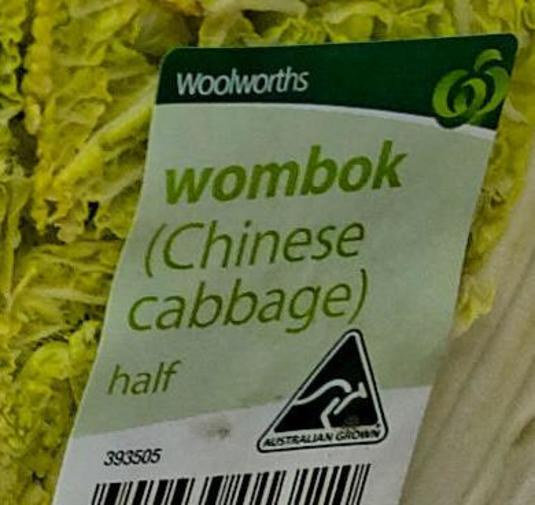 Woolworths
wombok
(Chinese
cabbage)
half
AUSTRALIAN GROWN
393505